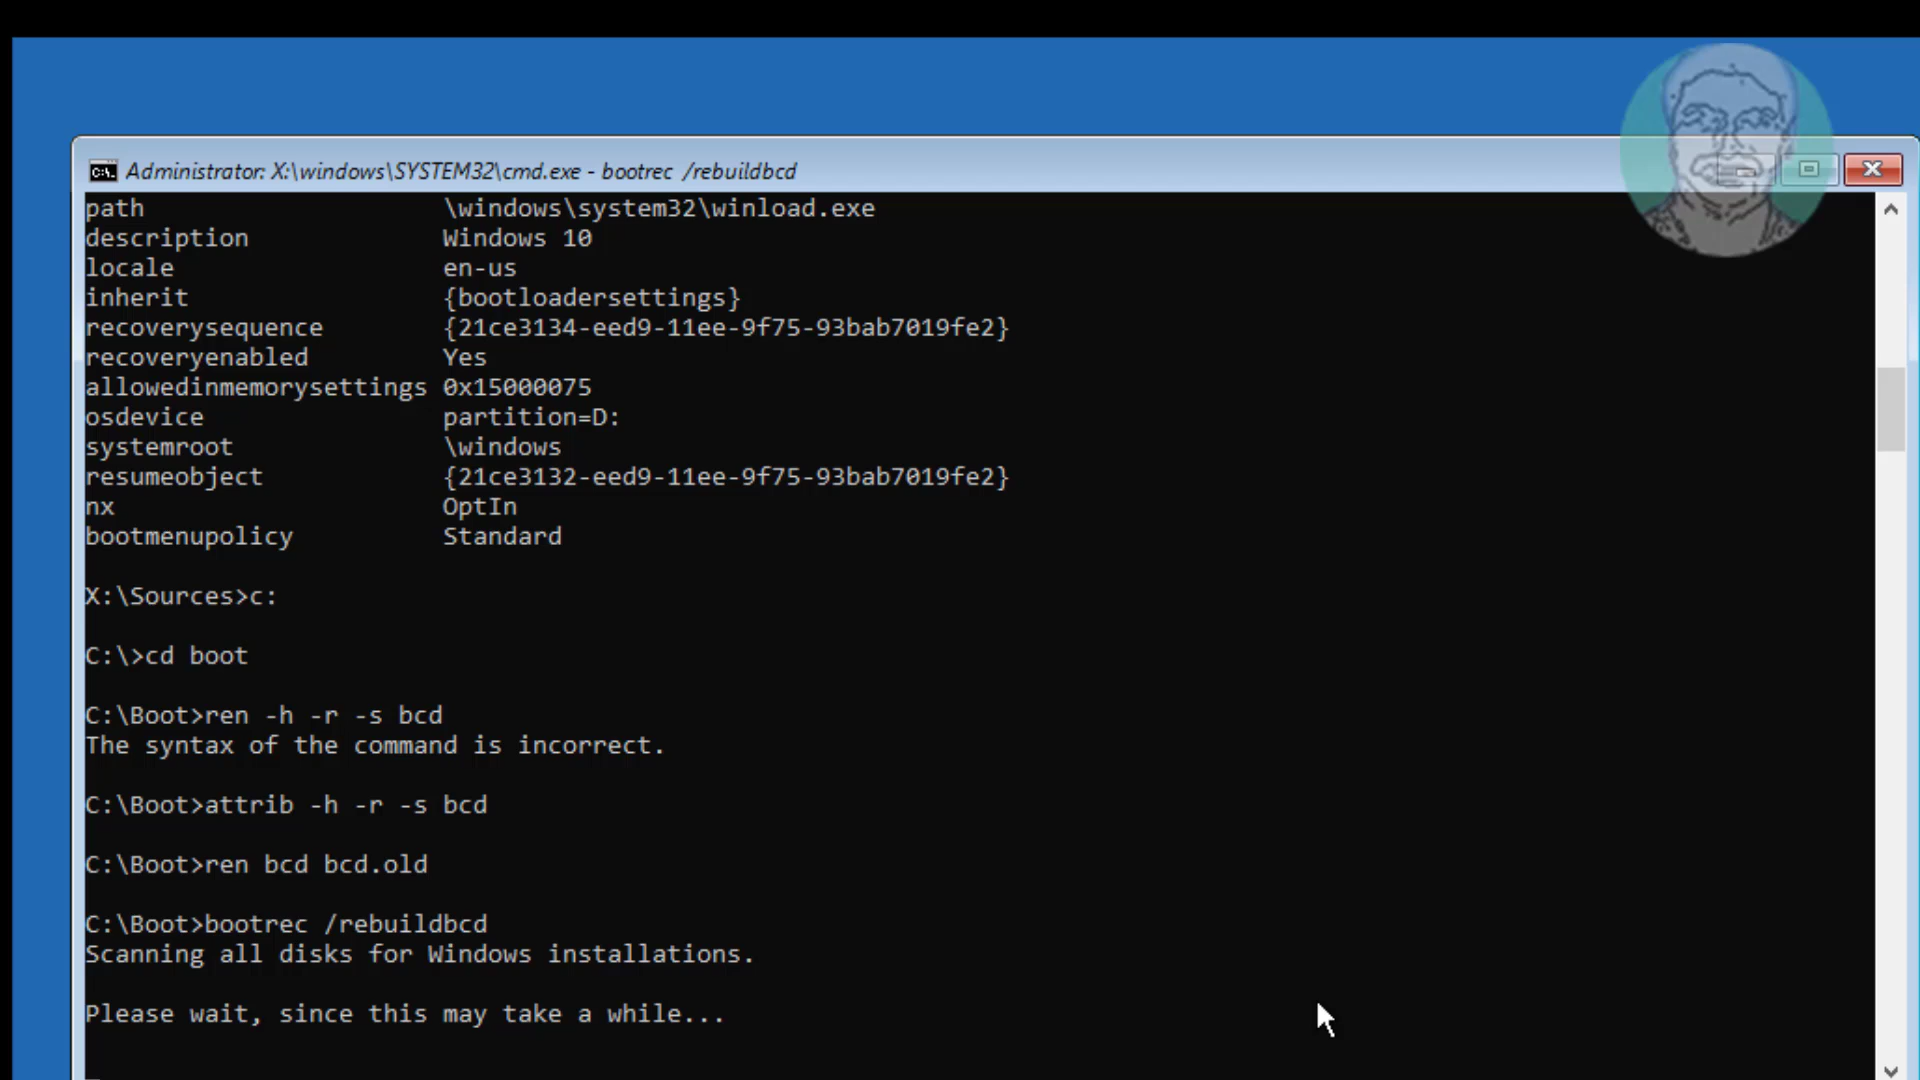 Administrator: X:\windows\SYSTEM32\cmd.exe - bootrec /rebuildbcd
path \windows\system32\winload.exe
description Windows 10
locale en-us
inherit {bootloadersettings}
recoverysequence {21ce3134-eed9-11ee-9f75-93bab7019fe2}
recoveryenabled Yes
allowedinmemorysettings 0x15000075
osdevice partition=D:
systemroot \windows
resumeobject {21ce3132-eed9-11ee-9f75-93bab7019fe2}
nx OptIn
bootmenupolicy Standard
X:\Sources>c:
C:\>cd boot
C:\Boot>ren -h -r -s bcd
The syntax of the command is incorrect.
C:\Boot>attrib -h -r -s bcd
C:\Boot>ren bcd bcd.old
C:\Boot>bootrec /rebuildbcd
Scanning all disks for Windows installations.
Please wait, since this may take a while...